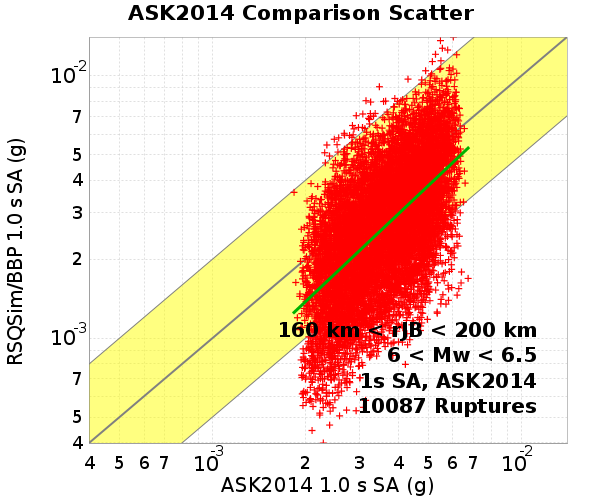 ASK2014 Comparison Scatter
10⁻²
7
5
4
3
2
10⁻³
7
5
4
RSQSim/BBP 1.0 s SA (g)
160 km < rJB < 200 km
6 < Mw < 6.5
1s SA, ASK2014
10087 Ruptures
4 5 6 7 10⁻³ 2 3 4 5 6 7 10⁻²
ASK2014 1.0 s SA (g)